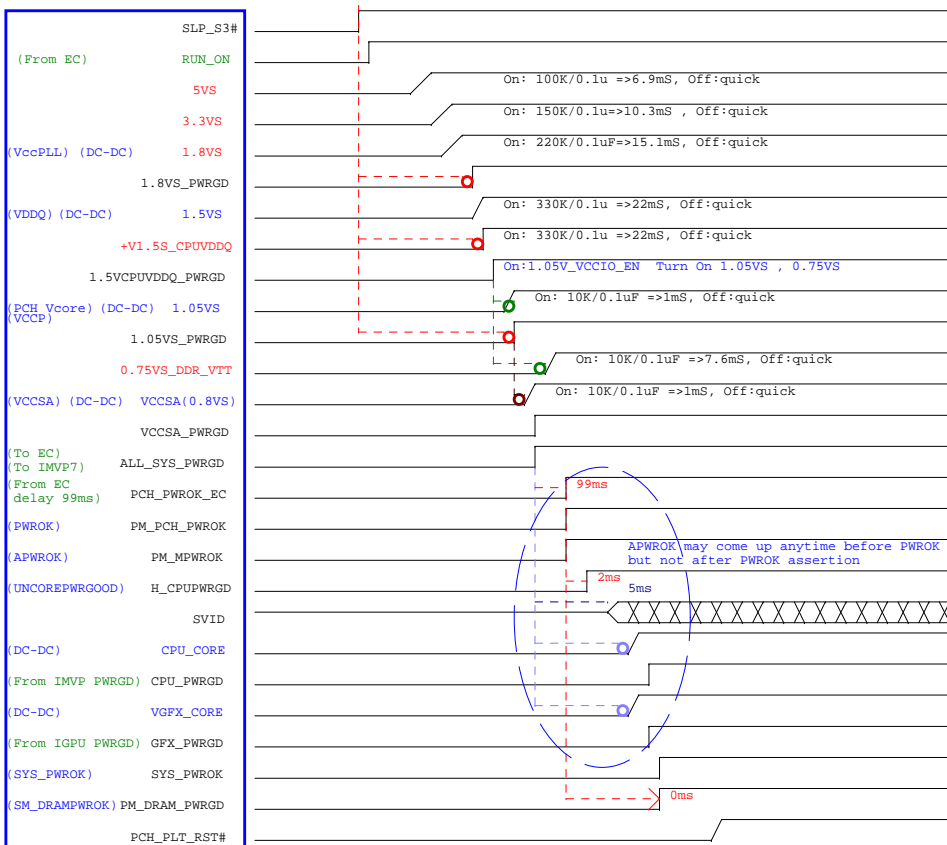 SLP_S3#
(From EC) RUN_ON
5VS On: 100K/0.1u =>6.9mS, Off:quick
3.3VS On: 150K/0.1u=>10.3mS , Off:quick
(VccPLL) (DC-DC) 1.8VS On: 220K/0.1uF=>15.1mS, Off:quick
1.8VS_PWRGD
(VDDQ) (DC-DC) 1.5VS On: 330K/0.1u =>22mS, Off:quick
+V1.5S_CPUVDDQ On: 330K/0.1u =>22mS, Off:quick
1.5VCPUVDDQ_PWRGD On:1.05V_VCCIO_EN Turn On 1.05VS , 0.75VS
(PCH Vcore) (DC-DC) 1.05VS On: 10K/0.1uF =>1mS, Off:quick
(VCCP)
1.05VS_PWRGD
0.75VS_DDR_VTT On: 10K/0.1uF =>7.6mS, Off:quick
(VCCSA) (DC-DC) VCCSA(0.8VS) On: 10K/0.1uF =>1mS, Off:quick
VCCSA_PWRGD
(To EC)
(To IMVP7) ALL_SYS_PWRGD
(From EC
delay 99ms) PCH_PWROK_EC 99ms
(PWROK) PM_PCH_PWROK
(APWROK) PM_MPWROK APWROK may come up anytime before PWROK
but not after PWROK assertion
(UNCOREPWRGOOD) H_CPUPWRGD 2ms
5ms
SVID
(DC-DC) CPU_CORE
(From IMVP PWRGD) CPU_PWRGD
(DC-DC) VGFX_CORE
(From IGPU PWRGD) GFX_PWRGD
(SYS_PWROK) SYS_PWROK
(SM_DRAMPWROK) PM_DRAM_PWRGD 0ms
PCH_PLT_RST#